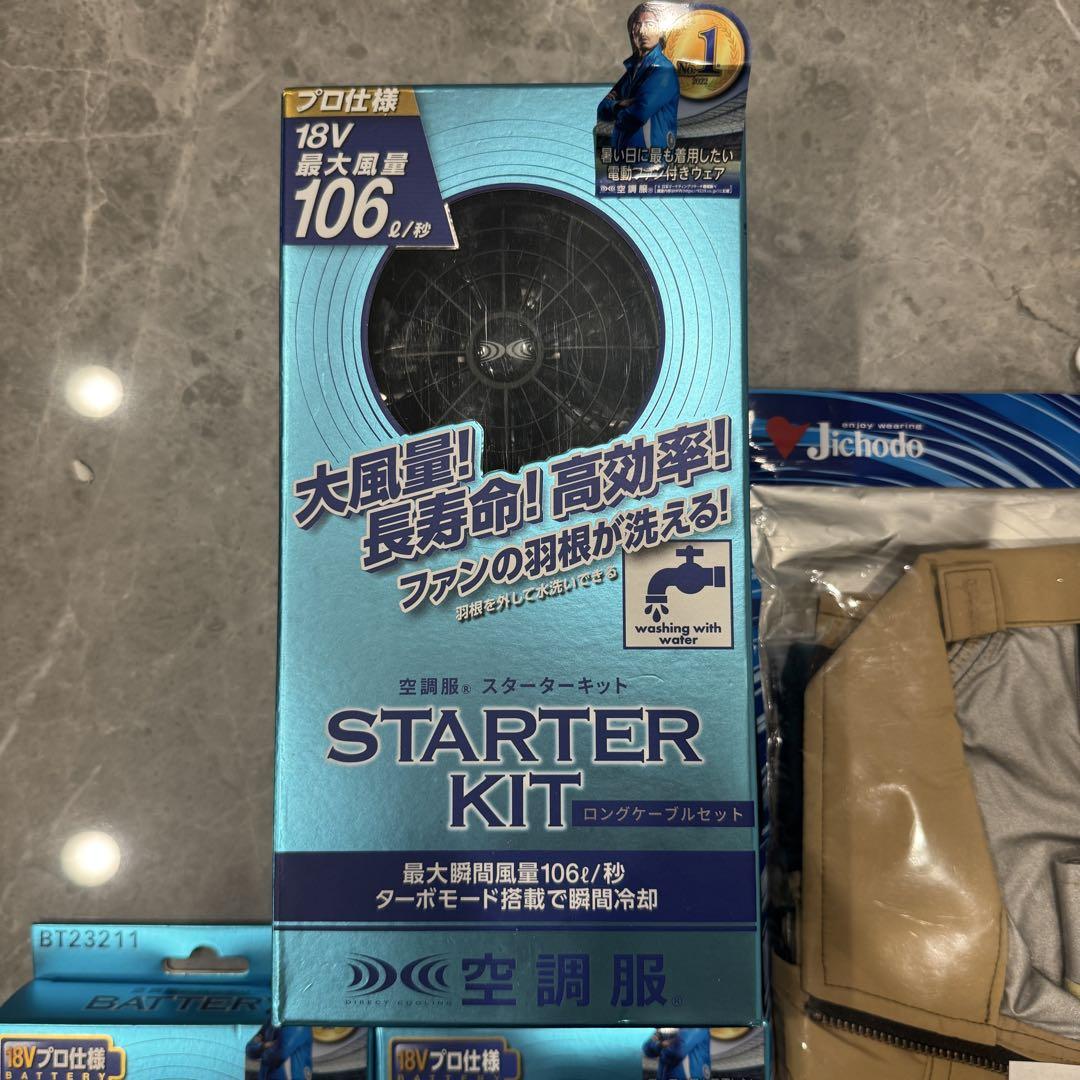 プロ仕様
18V
最大風量
106ℓ/秒
No.1
2022
暑い日に最も着用したい
電動ファン付きウェア
空調服®
大風量!
長寿命!高効率!
ファンの羽根が洗える!
羽根を外して水洗いできる
washing with
water
空調服® スターターキット
STARTER
KIT
ロングケーブルセット
最大瞬間風量106ℓ/秒
ターボモード搭載で瞬間冷却
DIRECT COOLING
空調服®
enjoy wearing
Jichodo
BT23211
BATTER
18Vプロ仕様
BATTERY
18Vプロ仕様
BATTERY